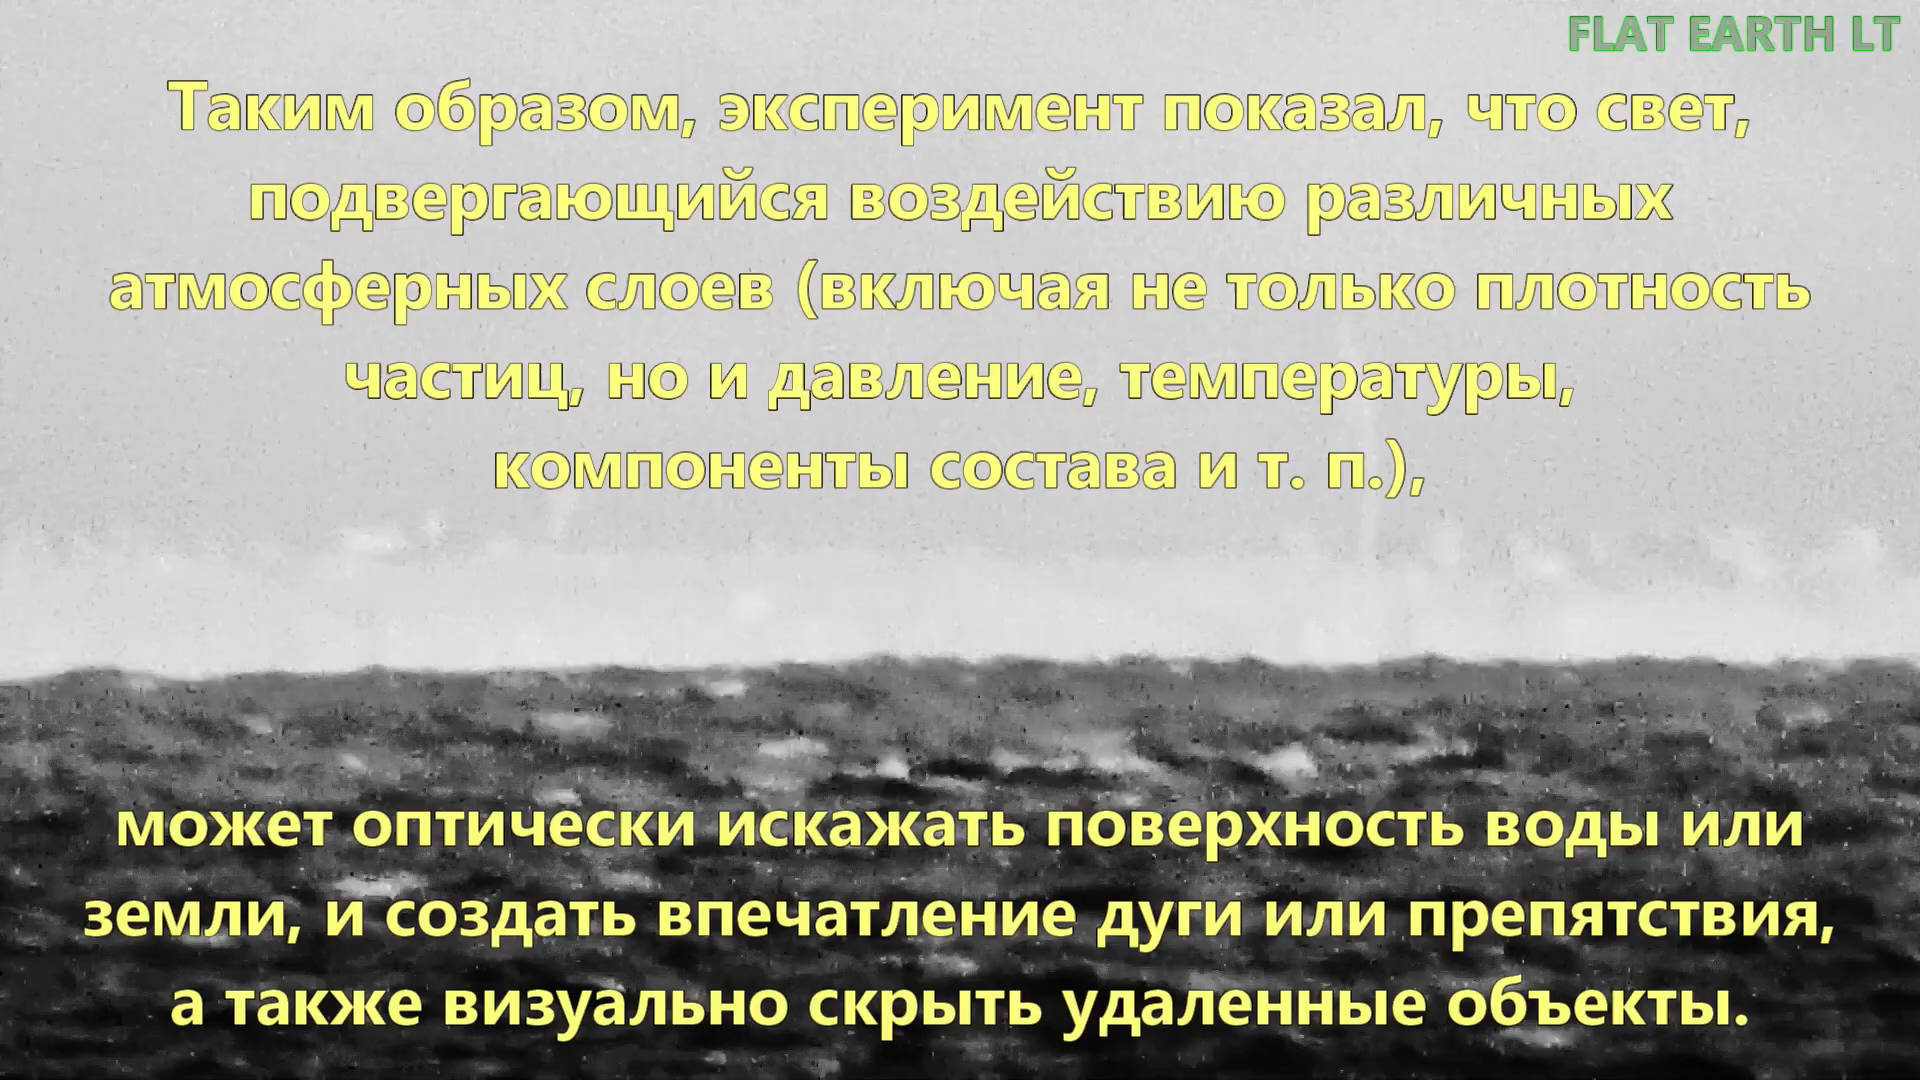 FLAT EARTH LT
Таким образом, эксперимент показал, что свет,
подвергающийся воздействию различных
атмосферных слоев (включая не только плотность
частиц, но и давление, температуры,
компоненты состава и т. п.),
может оптически искажать поверхность воды или
земли, и создать впечатление дуги или препятствия,
а также визуально скрыть удаленные объекты.